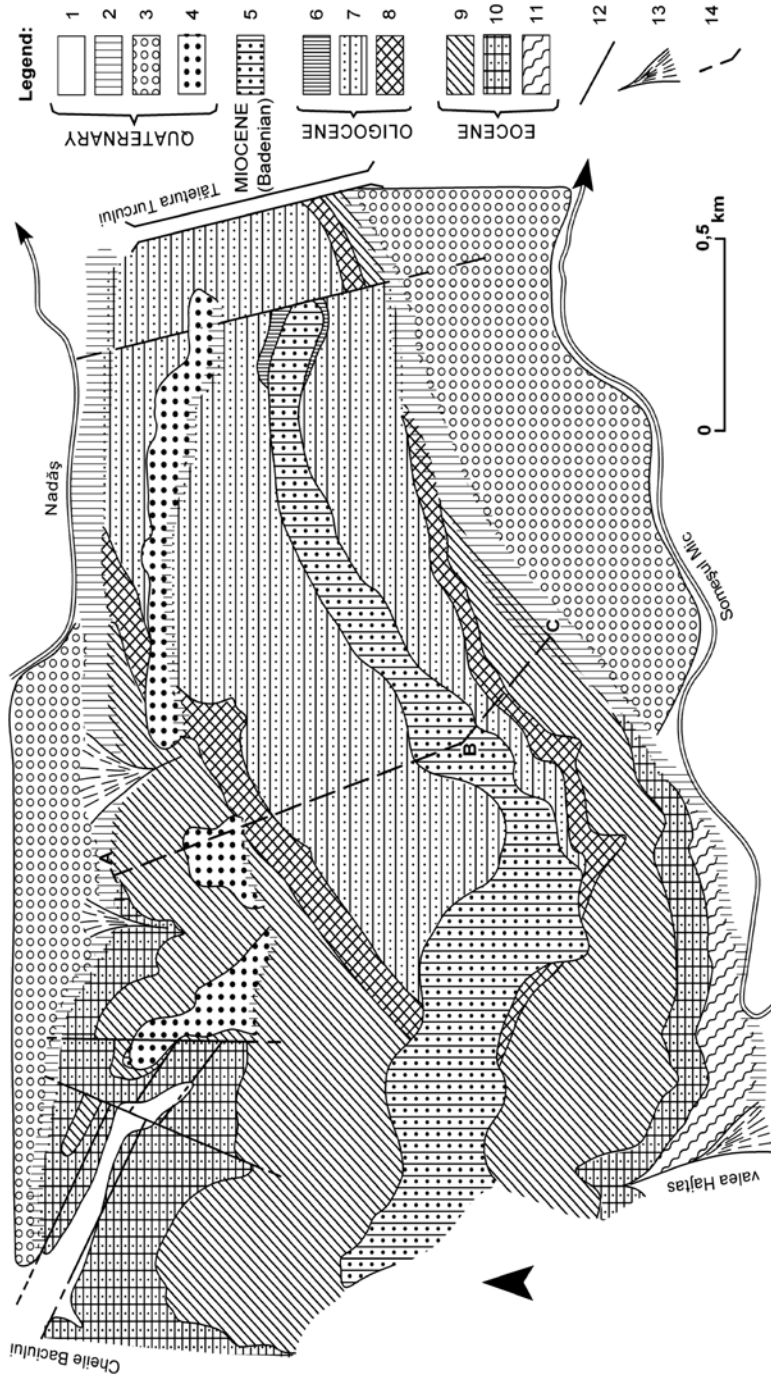 Legend:
1
2
3
4
5
6
7
8
9
10
11
12
13
14
QUATERNARY
MIOCENE
(Badenian)
OLIGOCENE
EOCENE
Tăietura Turcului
Nadăş
0,5
km
0
Someşul Mic
A
B
C
Cheile Baciului
valea Hajtas